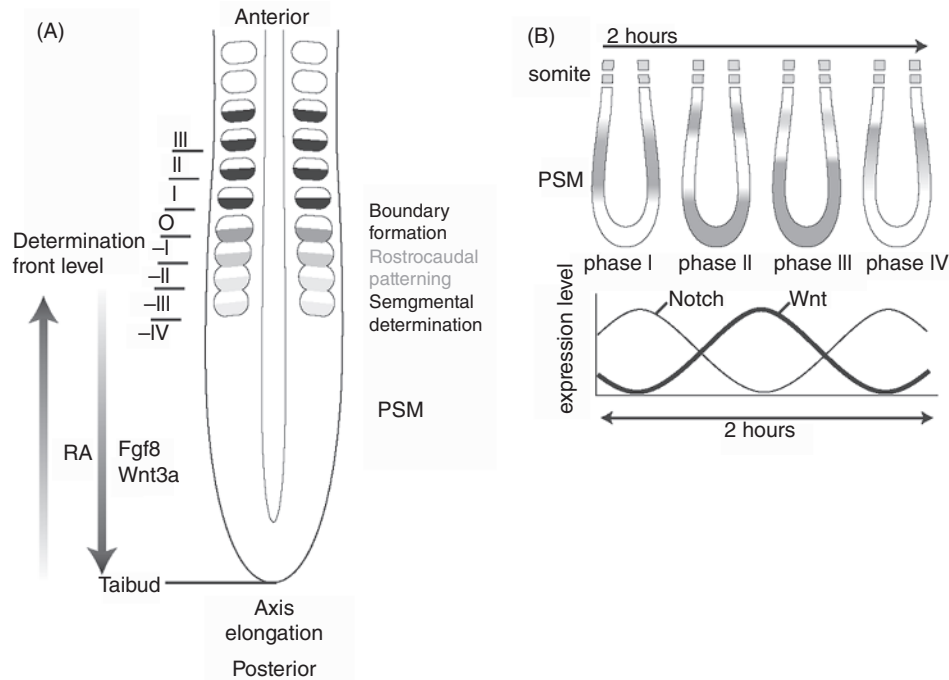 (A)
Anterior
III
II
I
O
–I
–II
–III
–IV
Determination
front level
RA
Fgf8
Wnt3a
Taibud
Boundary
formation
Rostrocaudal
patterning
Semgmental
determination
PSM
Axis
elongation
Posterior
(B)
2 hours
somite
PSM
phase I
phase II
phase III
phase IV
expression level
Notch
Wnt
2 hours